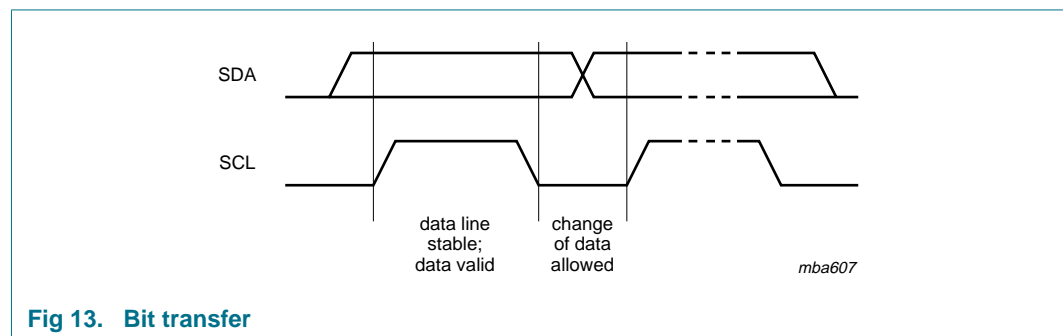 SDA
SCL
data line
stable;
data valid
change
of data
allowed
mba607
Fig 13. Bit transfer